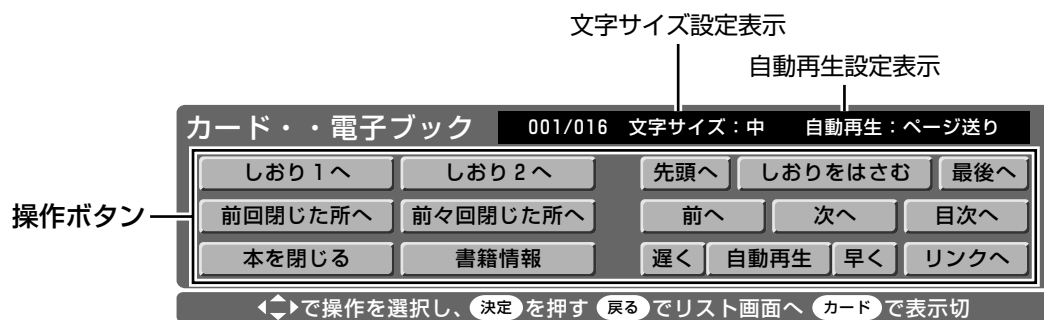 文字サイズ設定表示
自動再生設定表示
カード・・電子ブック 001/016 文字サイズ：中 自動再生：ページ送り
しおり1へ しおり2へ 先頭へ しおりをはさむ 最後へ
操作ボタン 前回閉じた所へ 前々回閉じた所へ 前へ 次へ 目次へ
本を閉じる 書籍情報 遅く 自動再生 早く リンクへ
で操作を選択し、 決定 を押す 戻る でリスト画面へ カード で表示切